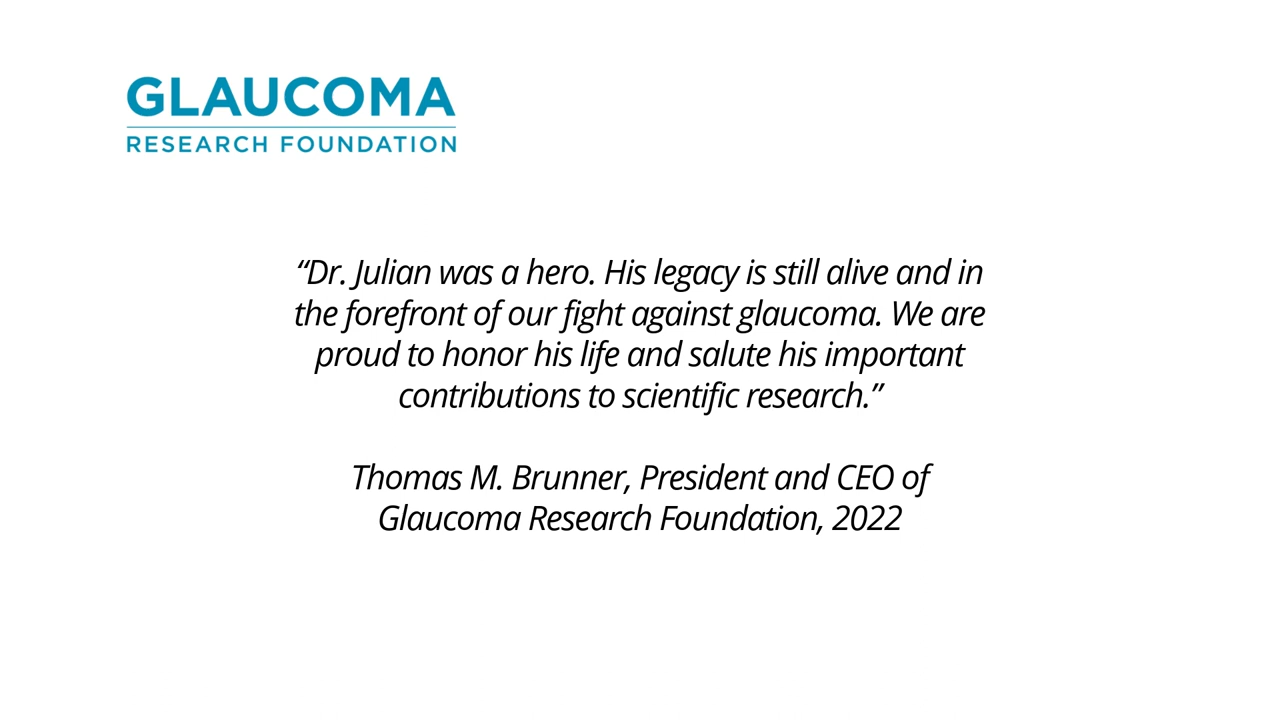 GLAUCOMA
RESEARCH FOUNDATION
“Dr. Julian was a hero. His legacy is still alive and in
the forefront of our fight against glaucoma. We are
proud to honor his life and salute his important
contributions to scientific research.”
Thomas M. Brunner, President and CEO of
Glaucoma Research Foundation, 2022